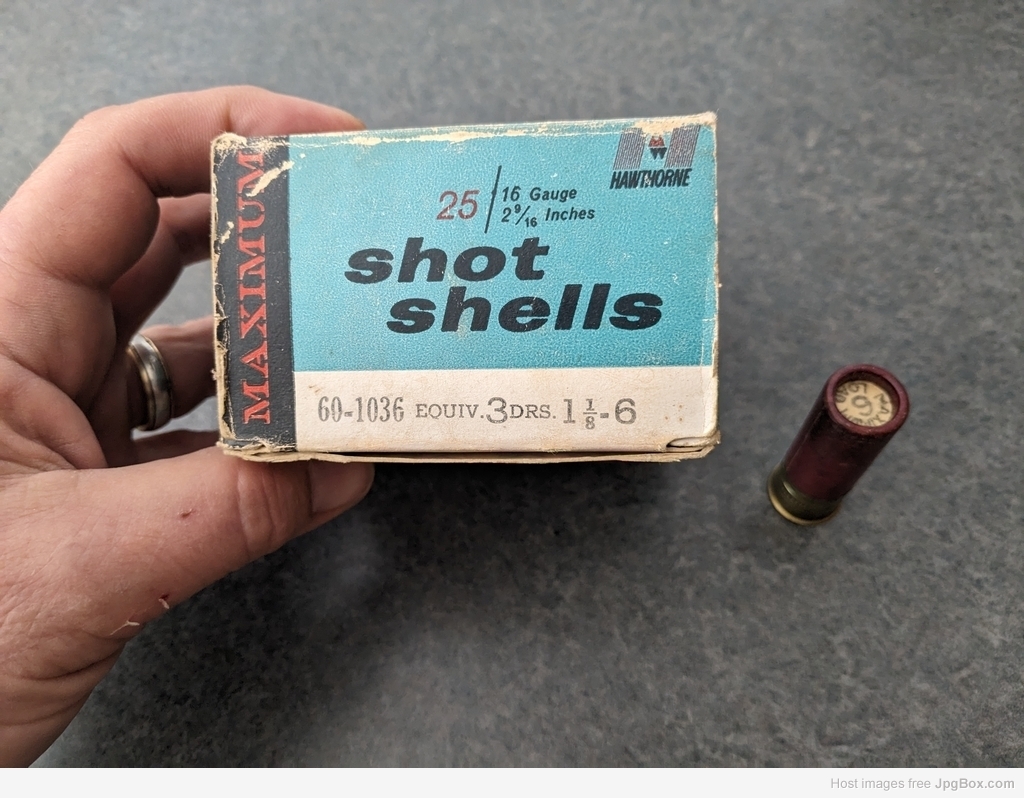 MAXIMUM
HAWTHORNE
25 / 16 Gauge
2 9/16 Inches
shot
shells
60-1036 EQUIV. 3 DRS. 1 1/8 - 6
6
Host images free JpgBox.com